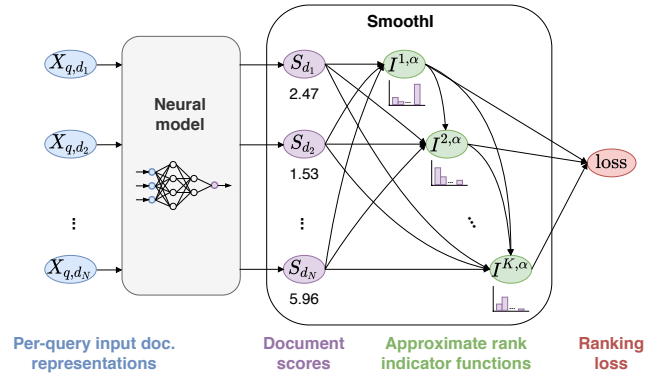 SmoothI
X_{q,d_1}
S_{d_1}
I^{1,α}
2.47
Neural
model
X_{q,d_2}
S_{d_2}
I^{2,α}
1.53
loss
...
X_{q,d_N}
S_{d_N}
I^{K,α}
5.96
Per-query input doc.
representations
Document
scores
Approximate rank
indicator functions
Ranking
loss